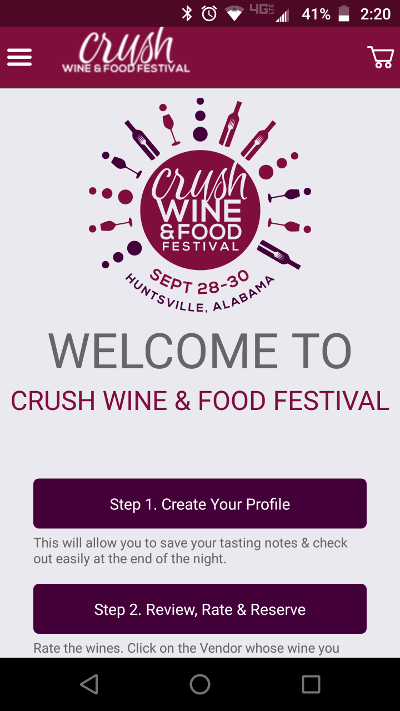 4G LTE 41% 2:20
crush
WINE & FOOD FESTIVAL
crush
WINE
& FOOD
FESTIVAL
SEPT 28-30
HUNTSVILLE, ALABAMA
WELCOME TO
CRUSH WINE & FOOD FESTIVAL
Step 1. Create Your Profile
This will allow you to save your tasting notes & check
out easily at the end of the night.
Step 2. Review, Rate & Reserve
Rate the wines. Click on the Vendor whose wine you